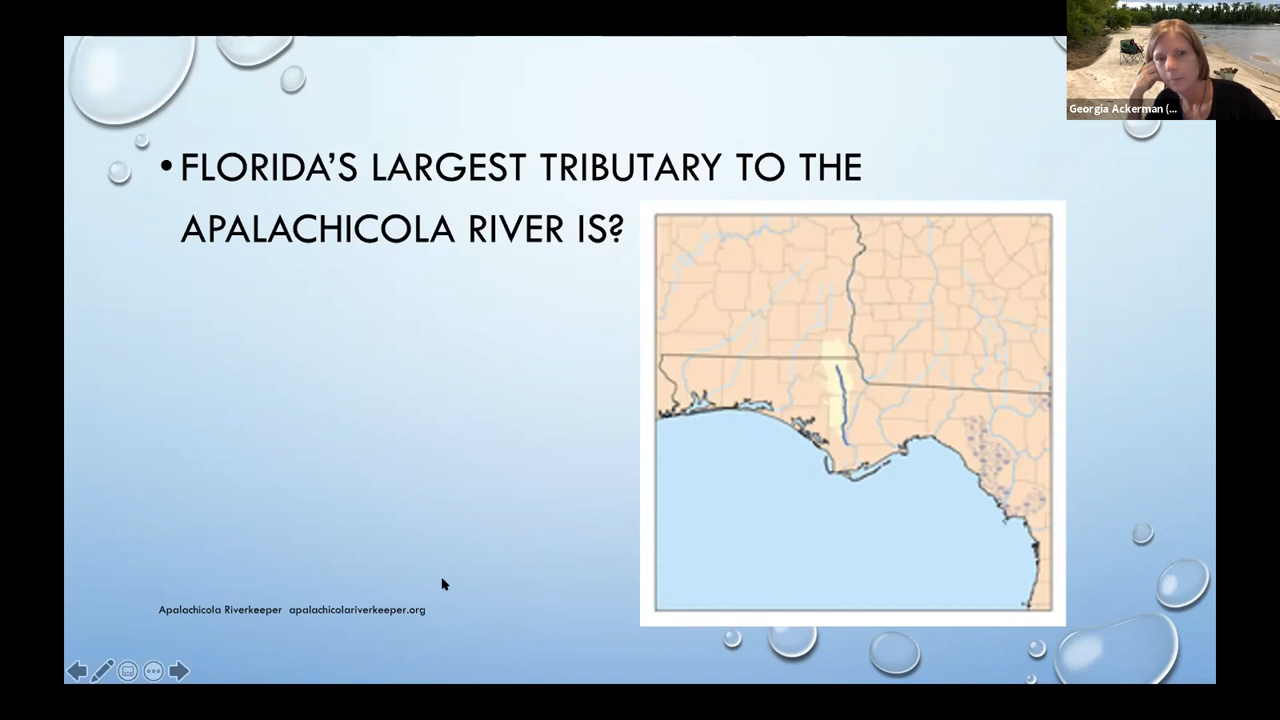 Georgia Ackerman (...
• FLORIDA'S LARGEST TRIBUTARY TO THE
APALACHICOLA RIVER IS?
Apalachicola Riverkeeper apalachicolariverkeeper.org